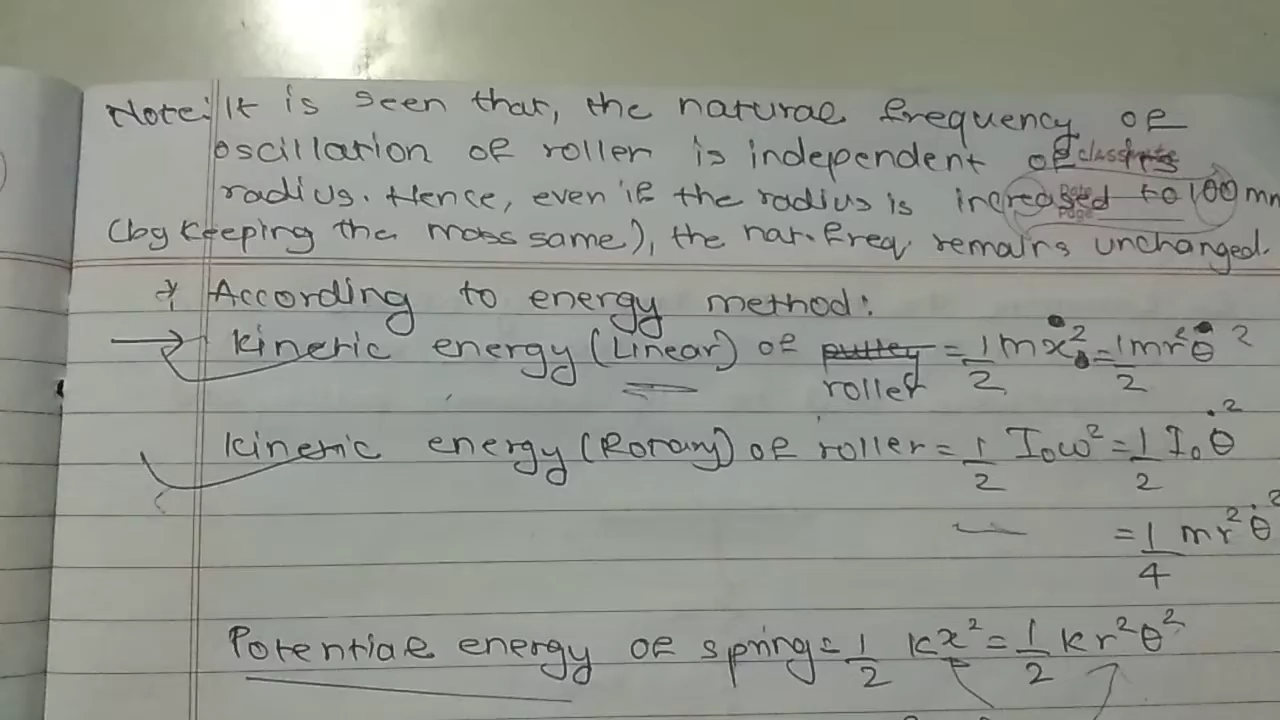 Note: It is seen that, the natural frequency of
oscillation of roller is independent of its
classmate
Date
Page
radius. Hence, even if the radius is increased to 100 mm
(by keeping the mass same), the nat. freq. remains unchanged.
* According to energy method:
→ kinetic energy (Linear) of pulley = 1/2 mẋ² = 1/2 mr²θ̇²
roller
kinetic energy (Rotary) of roller = 1/2 I₀ω² = 1/2 I₀θ̇²
= 1/4 mr²θ̇²
Potential energy of spring = 1/2 kx² = 1/2 kr²θ²